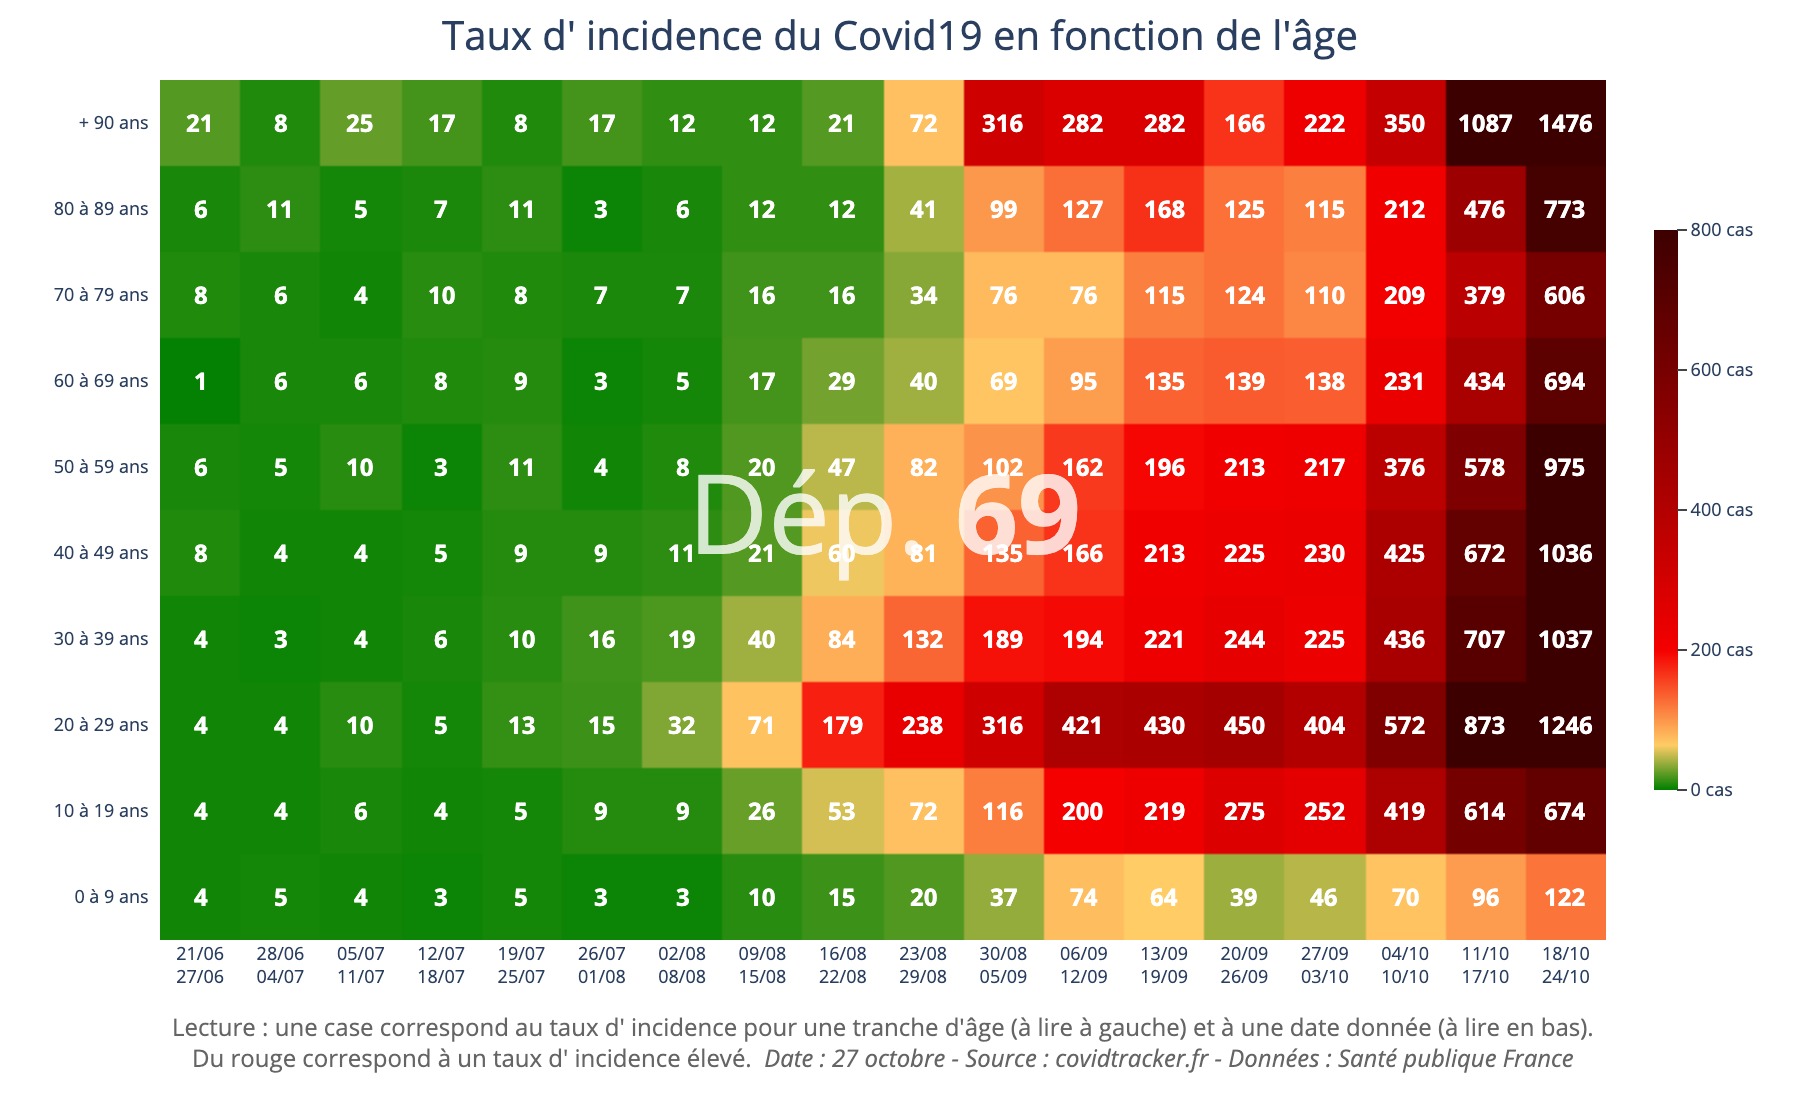 Taux d' incidence du Covid19 en fonction de l'âge
+ 90 ans 21 8 25 17 8 17 12 12 21 72 316 282 282 166 222 350 1087 1476
80 à 89 ans 6 11 5 7 11 3 6 12 12 41 99 127 168 125 115 212 476 773
70 à 79 ans 8 6 4 10 8 7 7 16 16 34 76 76 115 124 110 209 379 606
60 à 69 ans 1 6 6 8 9 3 5 17 29 40 69 95 135 139 138 231 434 694
50 à 59 ans 6 5 10 3 11 4 8 20 47 82 102 162 196 213 217 376 578 975
Dép. 69
40 à 49 ans 8 4 4 5 9 9 11 21 60 81 135 166 213 225 230 425 672 1036
30 à 39 ans 4 3 4 6 10 16 19 40 84 132 189 194 221 244 225 436 707 1037
20 à 29 ans 4 4 10 5 13 15 32 71 179 238 316 421 430 450 404 572 873 1246
10 à 19 ans 4 4 6 4 5 9 9 26 53 72 116 200 219 275 252 419 614 674
0 à 9 ans 4 5 4 3 5 3 3 10 15 20 37 74 64 39 46 70 96 122
21/06 28/06 05/07 12/07 19/07 26/07 02/08 09/08 16/08 23/08 30/08 06/09 13/09 20/09 27/09 04/10 11/10 18/10
27/06 04/07 11/07 18/07 25/07 01/08 08/08 15/08 22/08 29/08 05/09 12/09 19/09 26/09 03/10 10/10 17/10 24/10
800 cas
600 cas
400 cas
200 cas
0 cas
Lecture : une case correspond au taux d' incidence pour une tranche d'âge (à lire à gauche) et à une date donnée (à lire en bas).
Du rouge correspond à un taux d' incidence élevé. Date : 27 octobre - Source : covidtracker.fr - Données : Santé publique France